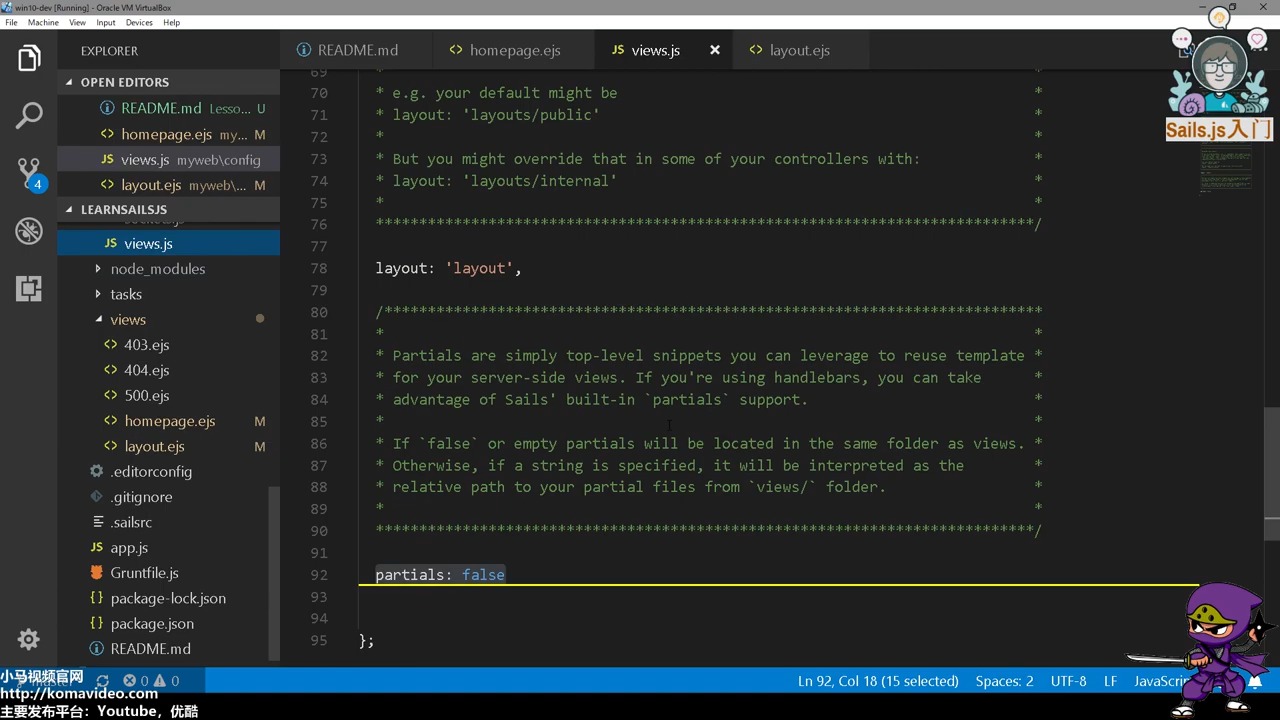 win10-dev [Running] - Oracle VM VirtualBox
File Machine View Input Devices Help
EXPLORER
README.md
homepage.ejs
views.js
layout.ejs
OPEN EDITORS
README.md Lesso... U
homepage.ejs my... M
views.js myweb\config
layout.ejs myweb\... M
LEARNSAILSJS
views.js
node_modules
tasks
views
403.ejs
404.ejs
500.ejs
homepage.ejs M
layout.ejs M
.editorconfig
.gitignore
.sailsrc
app.js
Gruntfile.js
package-lock.json
package.json
README.md
4
69 *
70 * e.g. your default might be *
71 * layout: 'layouts/public' *
72 * *
73 * But you might override that in some of your controllers with: *
74 * layout: 'layouts/internal' *
75 * *
76 ****************************************************************************/
77
78 layout: 'layout',
79
80 /****************************************************************************
81 * *
82 * Partials are simply top-level snippets you can leverage to reuse template *
83 * for your server-side views. If you're using handlebars, you can take *
84 * advantage of Sails' built-in `partials` support. *
85 * *
86 * If `false` or empty partials will be located in the same folder as views. *
87 * Otherwise, if a string is specified, it will be interpreted as the *
88 * relative path to your partial files from `views/` folder. *
89 * *
90 ****************************************************************************/
91
92 partials: false
93
94
95 };
Sails.js入门
小马视频官网
http://komavideo.com
主要发布平台: Youtube, 优酷
0 0
Ln 92, Col 18 (15 selected) Spaces: 2 UTF-8 LF